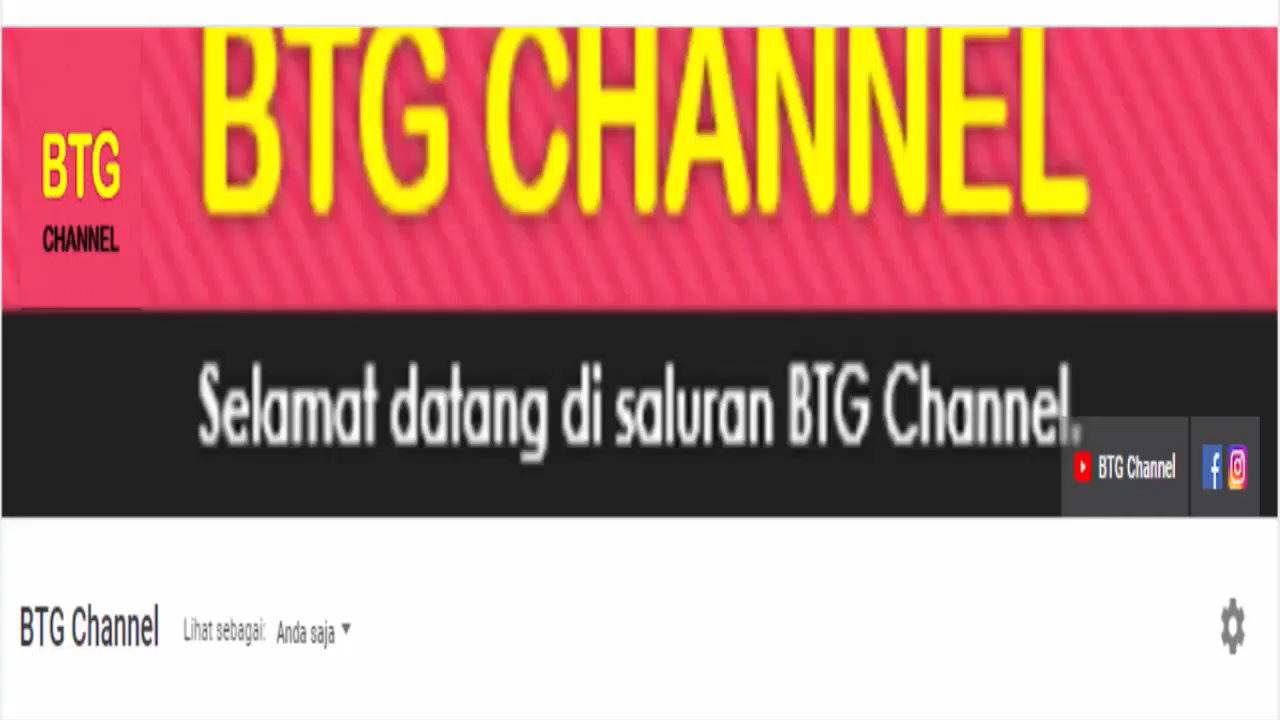 BTG CHANNEL
BTG
CHANNEL
Selamat datang di saluran BTG Channel.
BTG Channel
BTG Channel Lihat sebagai: Anda saja